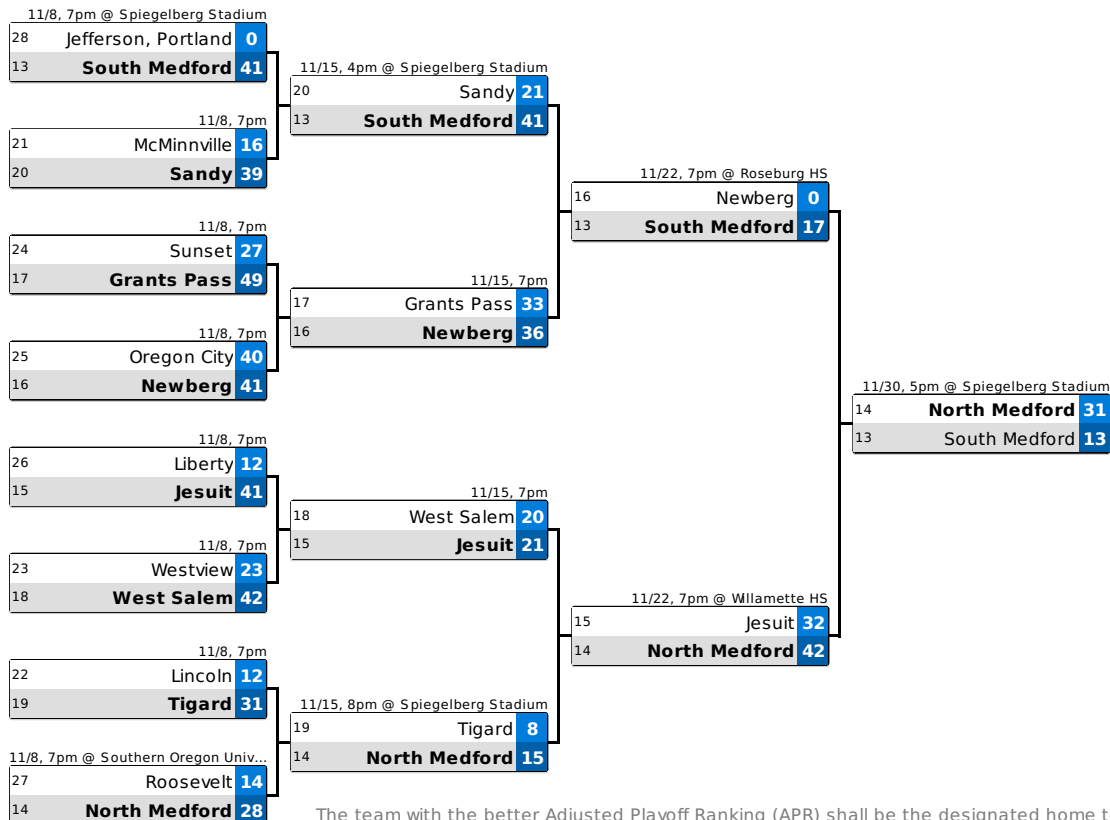 11/8, 7pm @ Spiegelberg Stadium
28 Jefferson, Portland 0
13 South Medford 41
11/8, 7pm
21 McMinnville 16
20 Sandy 39
11/8, 7pm
24 Sunset 27
17 Grants Pass 49
11/8, 7pm
25 Oregon City 40
16 Newberg 41
11/8, 7pm
26 Liberty 12
15 Jesuit 41
11/8, 7pm
23 Westview 23
18 West Salem 42
11/8, 7pm
22 Lincoln 12
19 Tigard 31
11/8, 7pm @ Southern Oregon Univ...
27 Roosevelt 14
14 North Medford 28
11/15, 4pm @ Spiegelberg Stadium
20 Sandy 21
13 South Medford 41
11/15, 7pm
17 Grants Pass 33
16 Newberg 36
11/15, 7pm
18 West Salem 20
15 Jesuit 21
11/15, 8pm @ Spiegelberg Stadium
19 Tigard 8
14 North Medford 15
11/22, 7pm @ Roseburg HS
16 Newberg 0
13 South Medford 17
11/22, 7pm @ Willamette HS
15 Jesuit 32
14 North Medford 42
11/30, 5pm @ Spiegelberg Stadium
14 North Medford 31
13 South Medford 13
The team with the better Adjusted Playoff Ranking (APR) shall be the designated home t